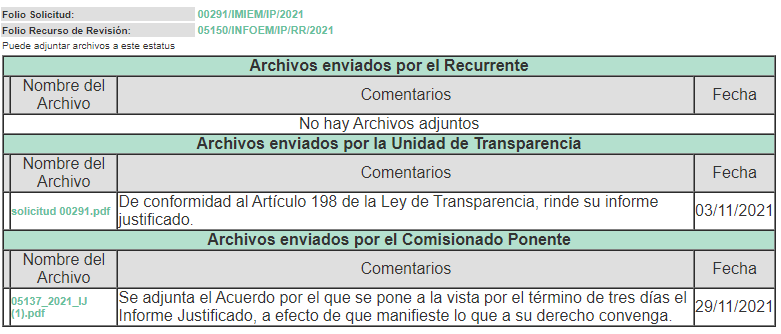 Folio Solicitud: 00291/IMIEM/IP/2021
Folio Recurso de Revisión: 05150/INFOEM/IP/RR/2021
Puede adjuntar archivos a este estatus
Archivos enviados por el Recurrente
Nombre del
Archivo
Comentarios
Fecha
No hay Archivos adjuntos
Archivos enviados por la Unidad de Transparencia
Nombre del
Archivo
Comentarios
Fecha
solicitud 00291.pdf
De conformidad al Artículo 198 de la Ley de Transparencia, rinde su informe
justificado.
03/11/2021
Archivos enviados por el Comisionado Ponente
Nombre del
Archivo
Comentarios
Fecha
05137_2021_IJ
(1).pdf
Se adjunta el Acuerdo por el que se pone a la vista por el término de tres días el
Informe Justificado, a efecto de que manifieste lo que a su derecho convenga.
29/11/2021